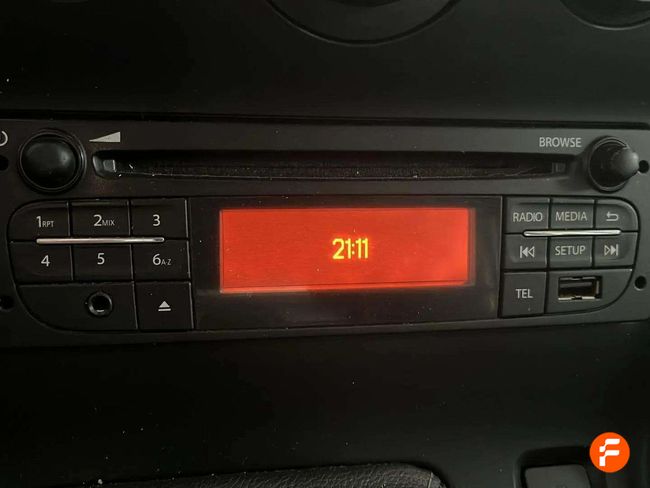 BROWSE
1RPT 2MIX 3
4 5 6A-Z
21:11
RADIO MEDIA
SETUP
TEL